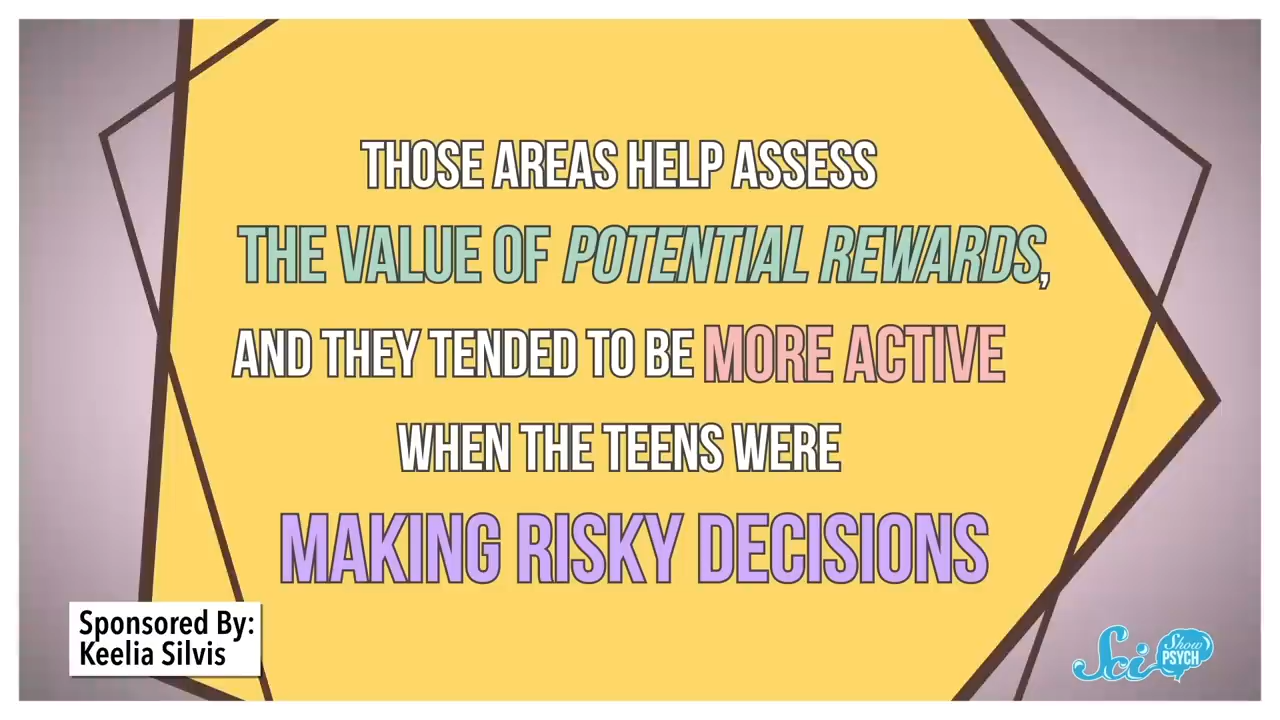 THOSE AREAS HELP ASSESS
THE VALUE OF POTENTIAL REWARDS,
AND THEY TENDED TO BE MORE ACTIVE
WHEN THE TEENS WERE
MAKING RISKY DECISIONS
Sponsored By:
Keelia Silvis
Sci Show
PSYCH